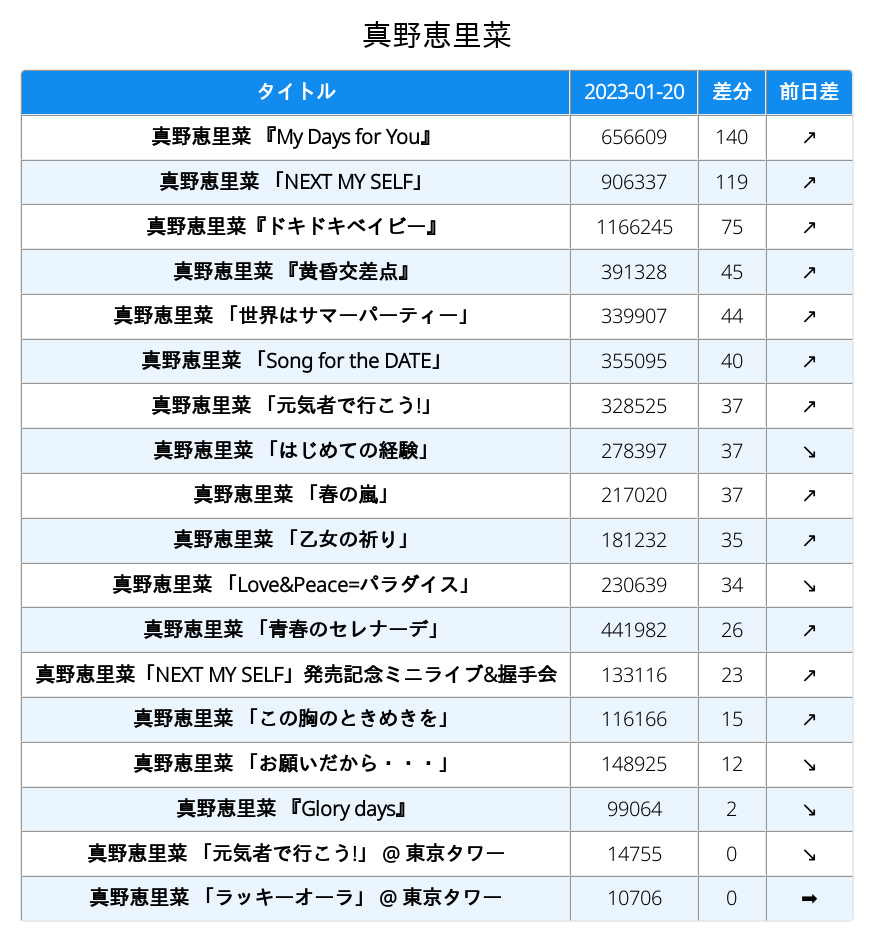 真野恵里菜
タイトル 2023-01-20 差分 前日差
真野恵里菜 『My Days for You』 656609 140 ↗
真野恵里菜 「NEXT MY SELF」 906337 119 ↗
真野恵里菜『ドキドキベイビー』 1166245 75 ↗
真野恵里菜 『黄昏交差点』 391328 45 ↗
真野恵里菜 「世界はサマーパーティー」 339907 44 ↗
真野恵里菜 「Song for the DATE」 355095 40 ↗
真野恵里菜 「元気者で行こう!」 328525 37 ↗
真野恵里菜 「はじめての経験」 278397 37 ↘
真野恵里菜 「春の嵐」 217020 37 ↗
真野恵里菜 「乙女の祈り」 181232 35 ↗
真野恵里菜 「Love&Peace=パラダイス」 230639 34 ↘
真野恵里菜 「青春のセレナーデ」 441982 26 ↗
真野恵里菜「NEXT MY SELF」発売記念ミニライブ&握手会 133116 23 ↗
真野恵里菜 「この胸のときめきを」 116166 15 ↗
真野恵里菜 「お願いだから・・・」 148925 12 ↘
真野恵里菜 『Glory days』 99064 2 ↘
真野恵里菜 「元気者で行こう!」 @ 東京タワー 14755 0 ↘
真野恵里菜 「ラッキーオーラ」 @ 東京タワー 10706 0 ➡